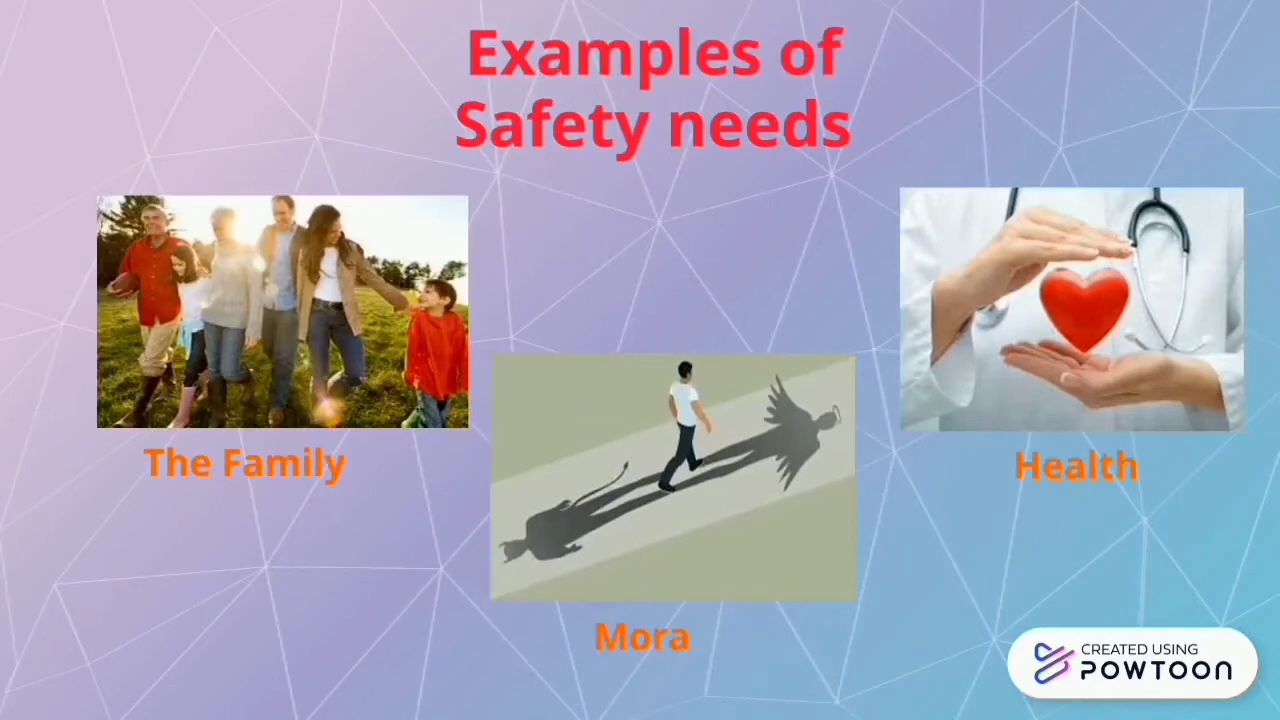 Examples of
Safety needs
The Family
Health
Mora
CREATED USING
POWTOON